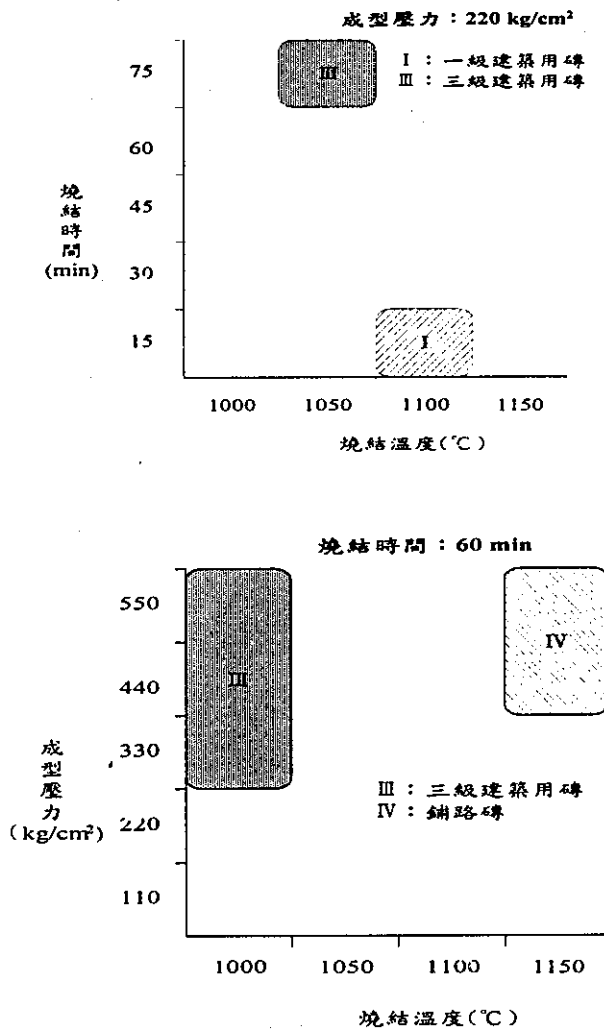 成型壓力：220 kg/cm²
I：一級建築用磚
III：三級建築用磚
III
75
60
45
30
15
燒結時間
(min)
I
1000 1050 1100 1150
燒結溫度(℃)
燒結時間：60 min
550
440
330
220
110
成型壓力
(kg/cm²)
III
IV
III：三級建築用磚
IV：鋪路磚
1000 1050 1100 1150
燒結溫度(℃)